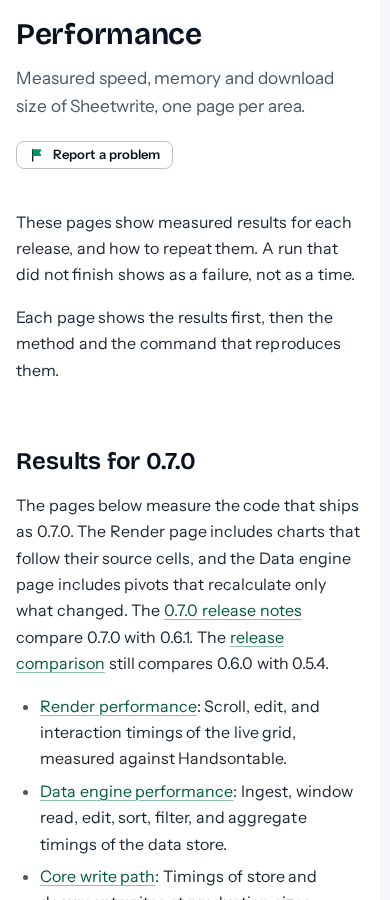 Performance
Measured speed, memory and download
size of Sheetwrite, one page per area.
Report a problem
These pages show measured results for each
release, and how to repeat them. A run that
did not finish shows as a failure, not as a time.
Each page shows the results first, then the
method and the command that reproduces
them.
Results for 0.7.0
The pages below measure the code that ships
as 0.7.0. The Render page includes charts that
follow their source cells, and the Data engine
page includes pivots that recalculate only
what changed. The 0.7.0 release notes
compare 0.7.0 with 0.6.1. The release
comparison still compares 0.6.0 with 0.5.4.
• Render performance: Scroll, edit, and
interaction timings of the live grid,
measured against Handsontable.
• Data engine performance: Ingest, window
read, edit, sort, filter, and aggregate
timings of the data store.
• Core write path: Timings of store and